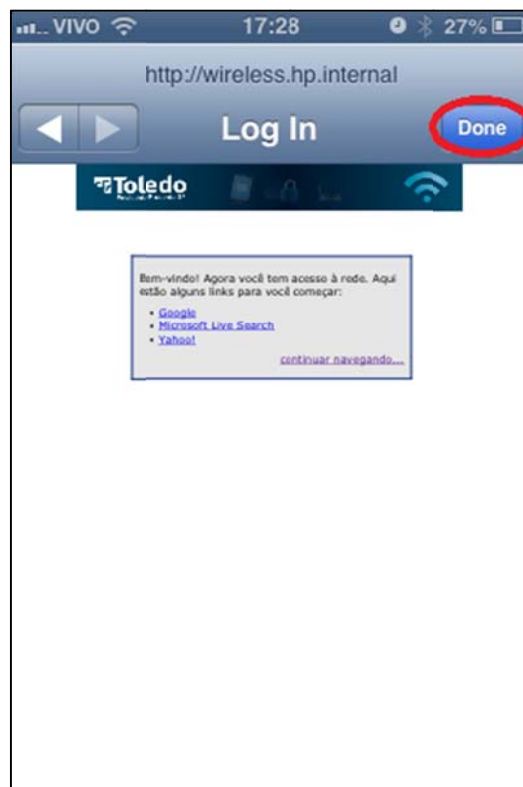 VIVO 17:28 27%
http://wireless.hp.internal
Log In Done
Toledo
Bem-vindo! Agora você tem acesso à rede. Aqui
estão alguns links para você começar:
• Google
• Microsoft Live Search
• Yahoo!
continuar navegando...